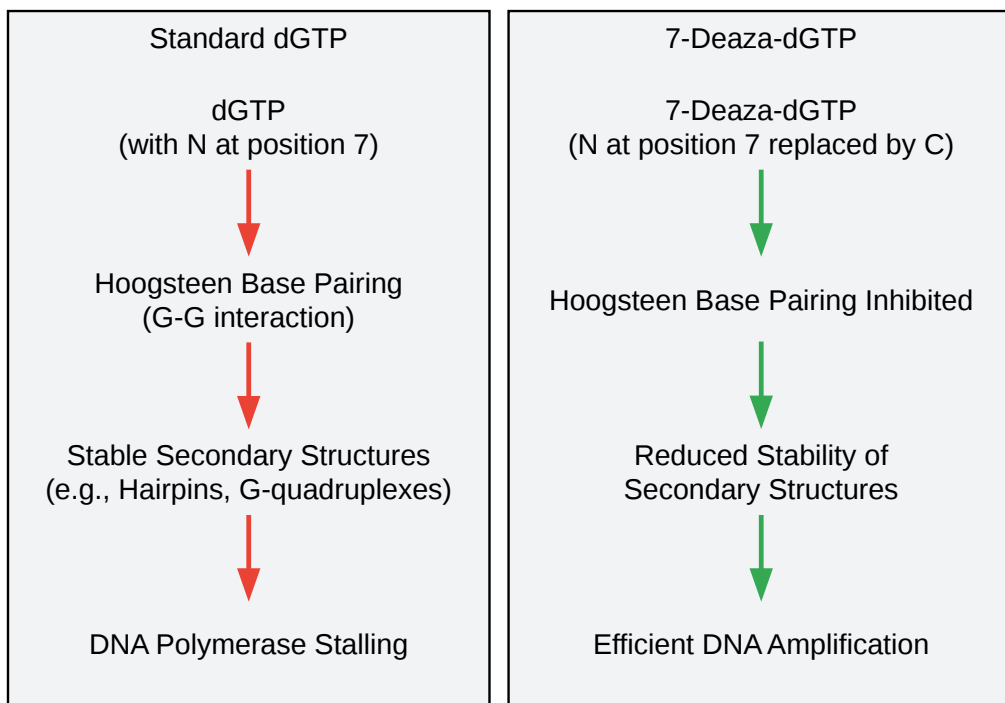 Standard dGTP
dGTP
(with N at position 7)
Hoogsteen Base Pairing
(G-G interaction)
Stable Secondary Structures
(e.g., Hairpins, G-quadruplexes)
DNA Polymerase Stalling
7-Deaza-dGTP
7-Deaza-dGTP
(N at position 7 replaced by C)
Hoogsteen Base Pairing Inhibited
Reduced Stability of
Secondary Structures
Efficient DNA Amplification